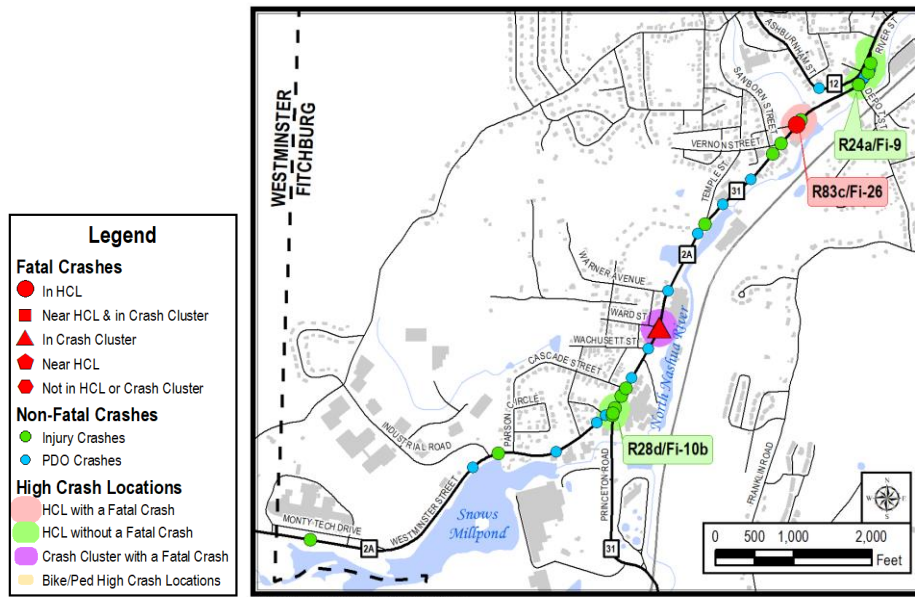 Legend
Fatal Crashes
In HCL
Near HCL & in Crash Cluster
In Crash Cluster
Near HCL
Not in HCL or Crash Cluster
Non-Fatal Crashes
Injury Crashes
PDO Crashes
High Crash Locations
HCL with a Fatal Crash
HCL without a Fatal Crash
Crash Cluster with a Fatal Crash
Bike/Ped High Crash Locations
WESTMINSTER
FITCHBURG
ASHBURNHAM ST
RIVER ST
12
DEPOT ST
SANBORN STREET
R24a/Fi-9
VERNON STREET
R83c/Fi-26
TEMPLE ST
31
2A
WARNER AVENUE
WARD ST
WACHUSETT ST
North Nashua River
CASCADE STREET
PARSON CIRCLE
R28d/Fi-10b
INDUSTRIAL ROAD
PRINCETON ROAD
FRANKLIN ROAD
WESTMINSTER STREET
Snows
Millpond
MONTY TECH DRIVE
2A
31
N
W
E
S
0 500 1,000 2,000
Feet